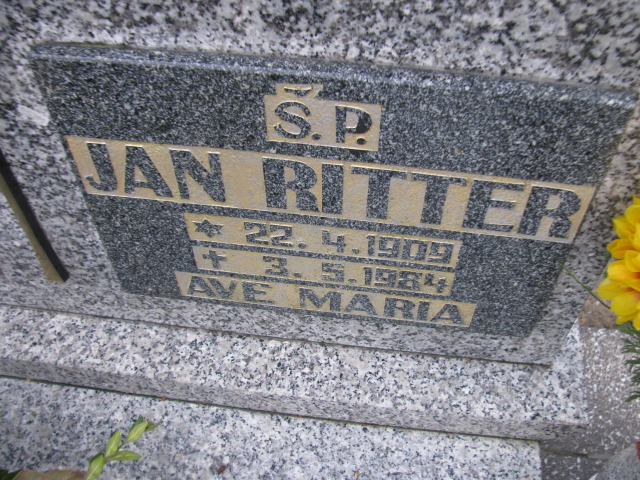 Š.P.
JAN RITTER
* 22.4.1909
+ 3.5.1984
AVE MARIA